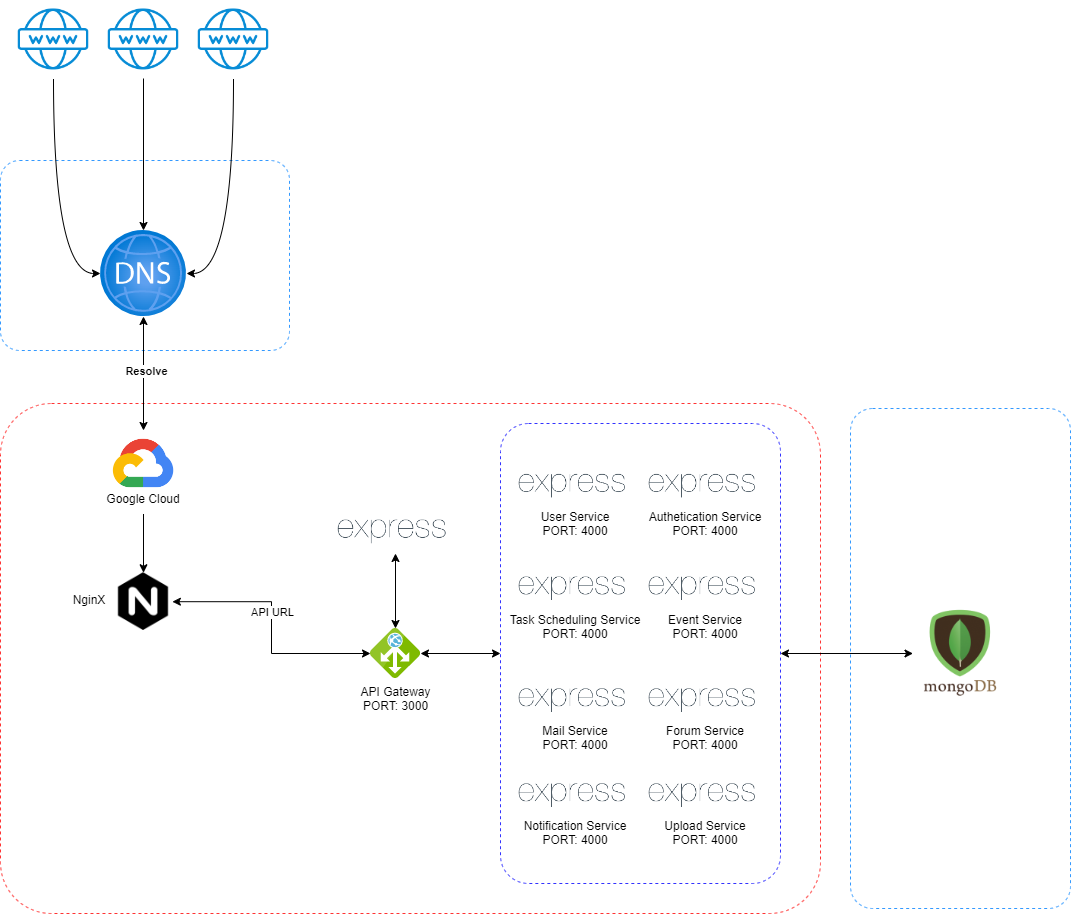 WWW
WWW
WWW
DNS
Resolve
Google Cloud
NginX
N
API URL
express
API Gateway
PORT: 3000
express
User Service
PORT: 4000
express
Authetication Service
PORT: 4000
express
Task Scheduling Service
PORT: 4000
express
Event Service
PORT: 4000
express
Mail Service
PORT: 4000
express
Forum Service
PORT: 4000
express
Notification Service
PORT: 4000
express
Upload Service
PORT: 4000
mongoDB